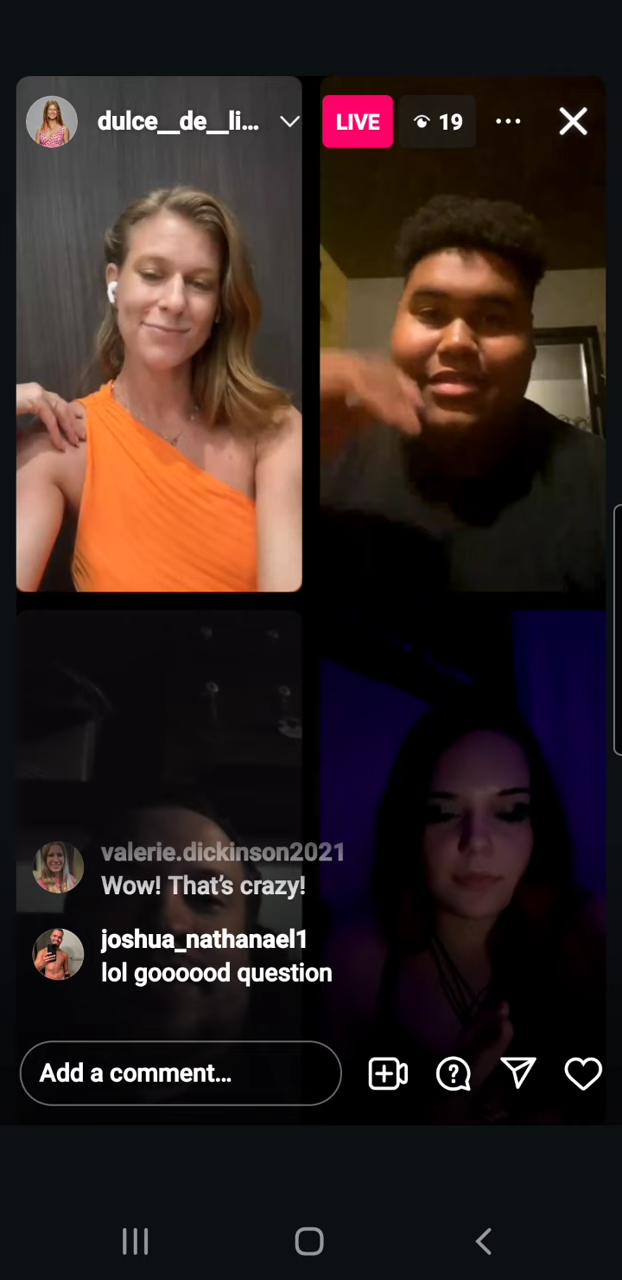 dulce__de__li...
LIVE
19
valerie.dickinson2021
Wow! That's crazy!
joshua_nathanael1
lol goooood question
Add a comment...